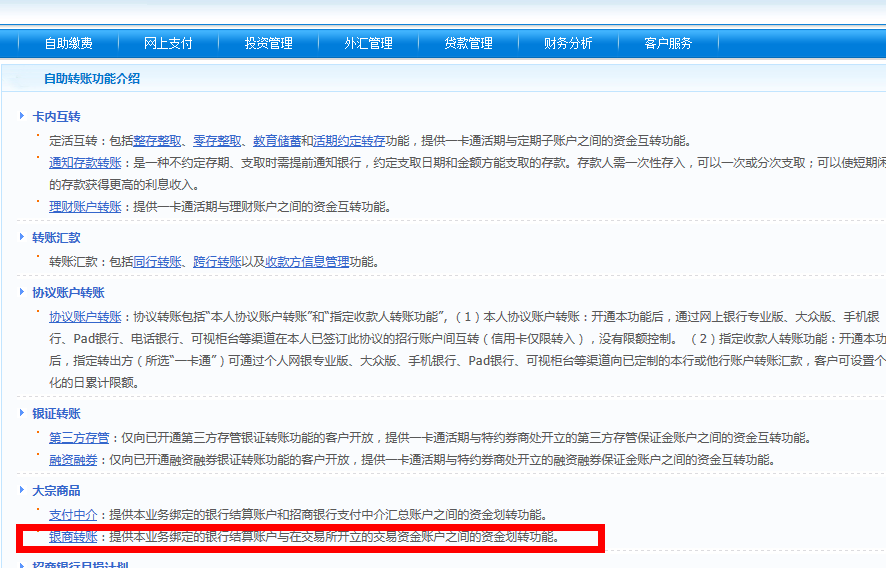 自助缴费 网上支付 投资管理 外汇管理 贷款管理 财务分析 客户服务
自助转账功能介绍
卡内互转
定活互转：包括整存整取、零存整取、教育储蓄和活期约定转存功能，提供一卡通活期与定期子账户之间的资金互转功能。
通知存款转账：是一种不约定存期、支取时需提前通知银行，约定支取日期和金额方能支取的存款。存款人需一次性存入，可以一次或分次支取；可以使短期闲
的存款获得更高的利息收入。
理财账户转账：提供一卡通活期与理财账户之间的资金互转功能。
转账汇款
转账汇款：包括同行转账、跨行转账以及收款方信息管理功能。
协议账户转账
协议账户转账：协议转账包括“本人协议账户转账”和“指定收款人转账功能”，（1）本人协议账户转账：开通本功能后，通过网上银行专业版、大众版、手机银
行、Pad银行、电话银行、可视柜台等渠道在本人已签订此协议的招行账户间互转（信用卡仅限转入），没有限额控制。 （2）指定收款人转账功能：开通本功
后，指定转出方（所选“一卡通”）可通过个人网银专业版、大众版、手机银行、Pad银行、可视柜台等渠道向已定制的本行或他行账户转账汇款，客户可设置个
化的日累计限额。
银证转账
第三方存管：仅向已开通第三方存管银证转账功能的客户开放，提供一卡通活期与特约券商处开立的第三方存管保证金账户之间的资金互转功能。
融资融券：仅向已开通融资融券银证转账功能的客户开放，提供一卡通活期与特约券商处开立的融资融券保证金账户之间的资金互转功能。
大宗商品
支付中介：提供本业务绑定的银行结算账户和招商银行支付中介汇总账户之间的资金划转功能。
银商转账：提供本业务绑定的银行结算账户与在交易所开立的交易资金账户之间的资金划转功能。